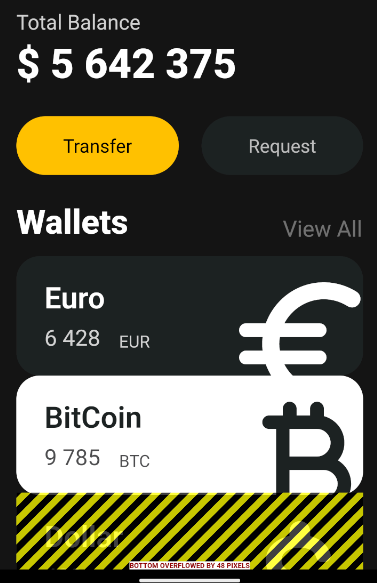 Total Balance
$ 5 642 375
Transfer
Request
Wallets
View All
Euro
6 428 EUR
€
BitCoin
9 785 BTC
Dollar
BOTTOM OVERFLOWED BY 48 PIXELS